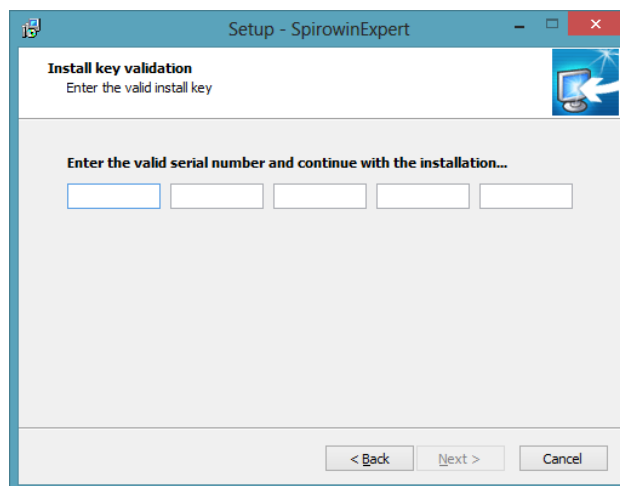 Setup - SpirowinExpert
Install key validation
Enter the valid install key
Enter the valid serial number and continue with the installation...
< Back
Next >
Cancel